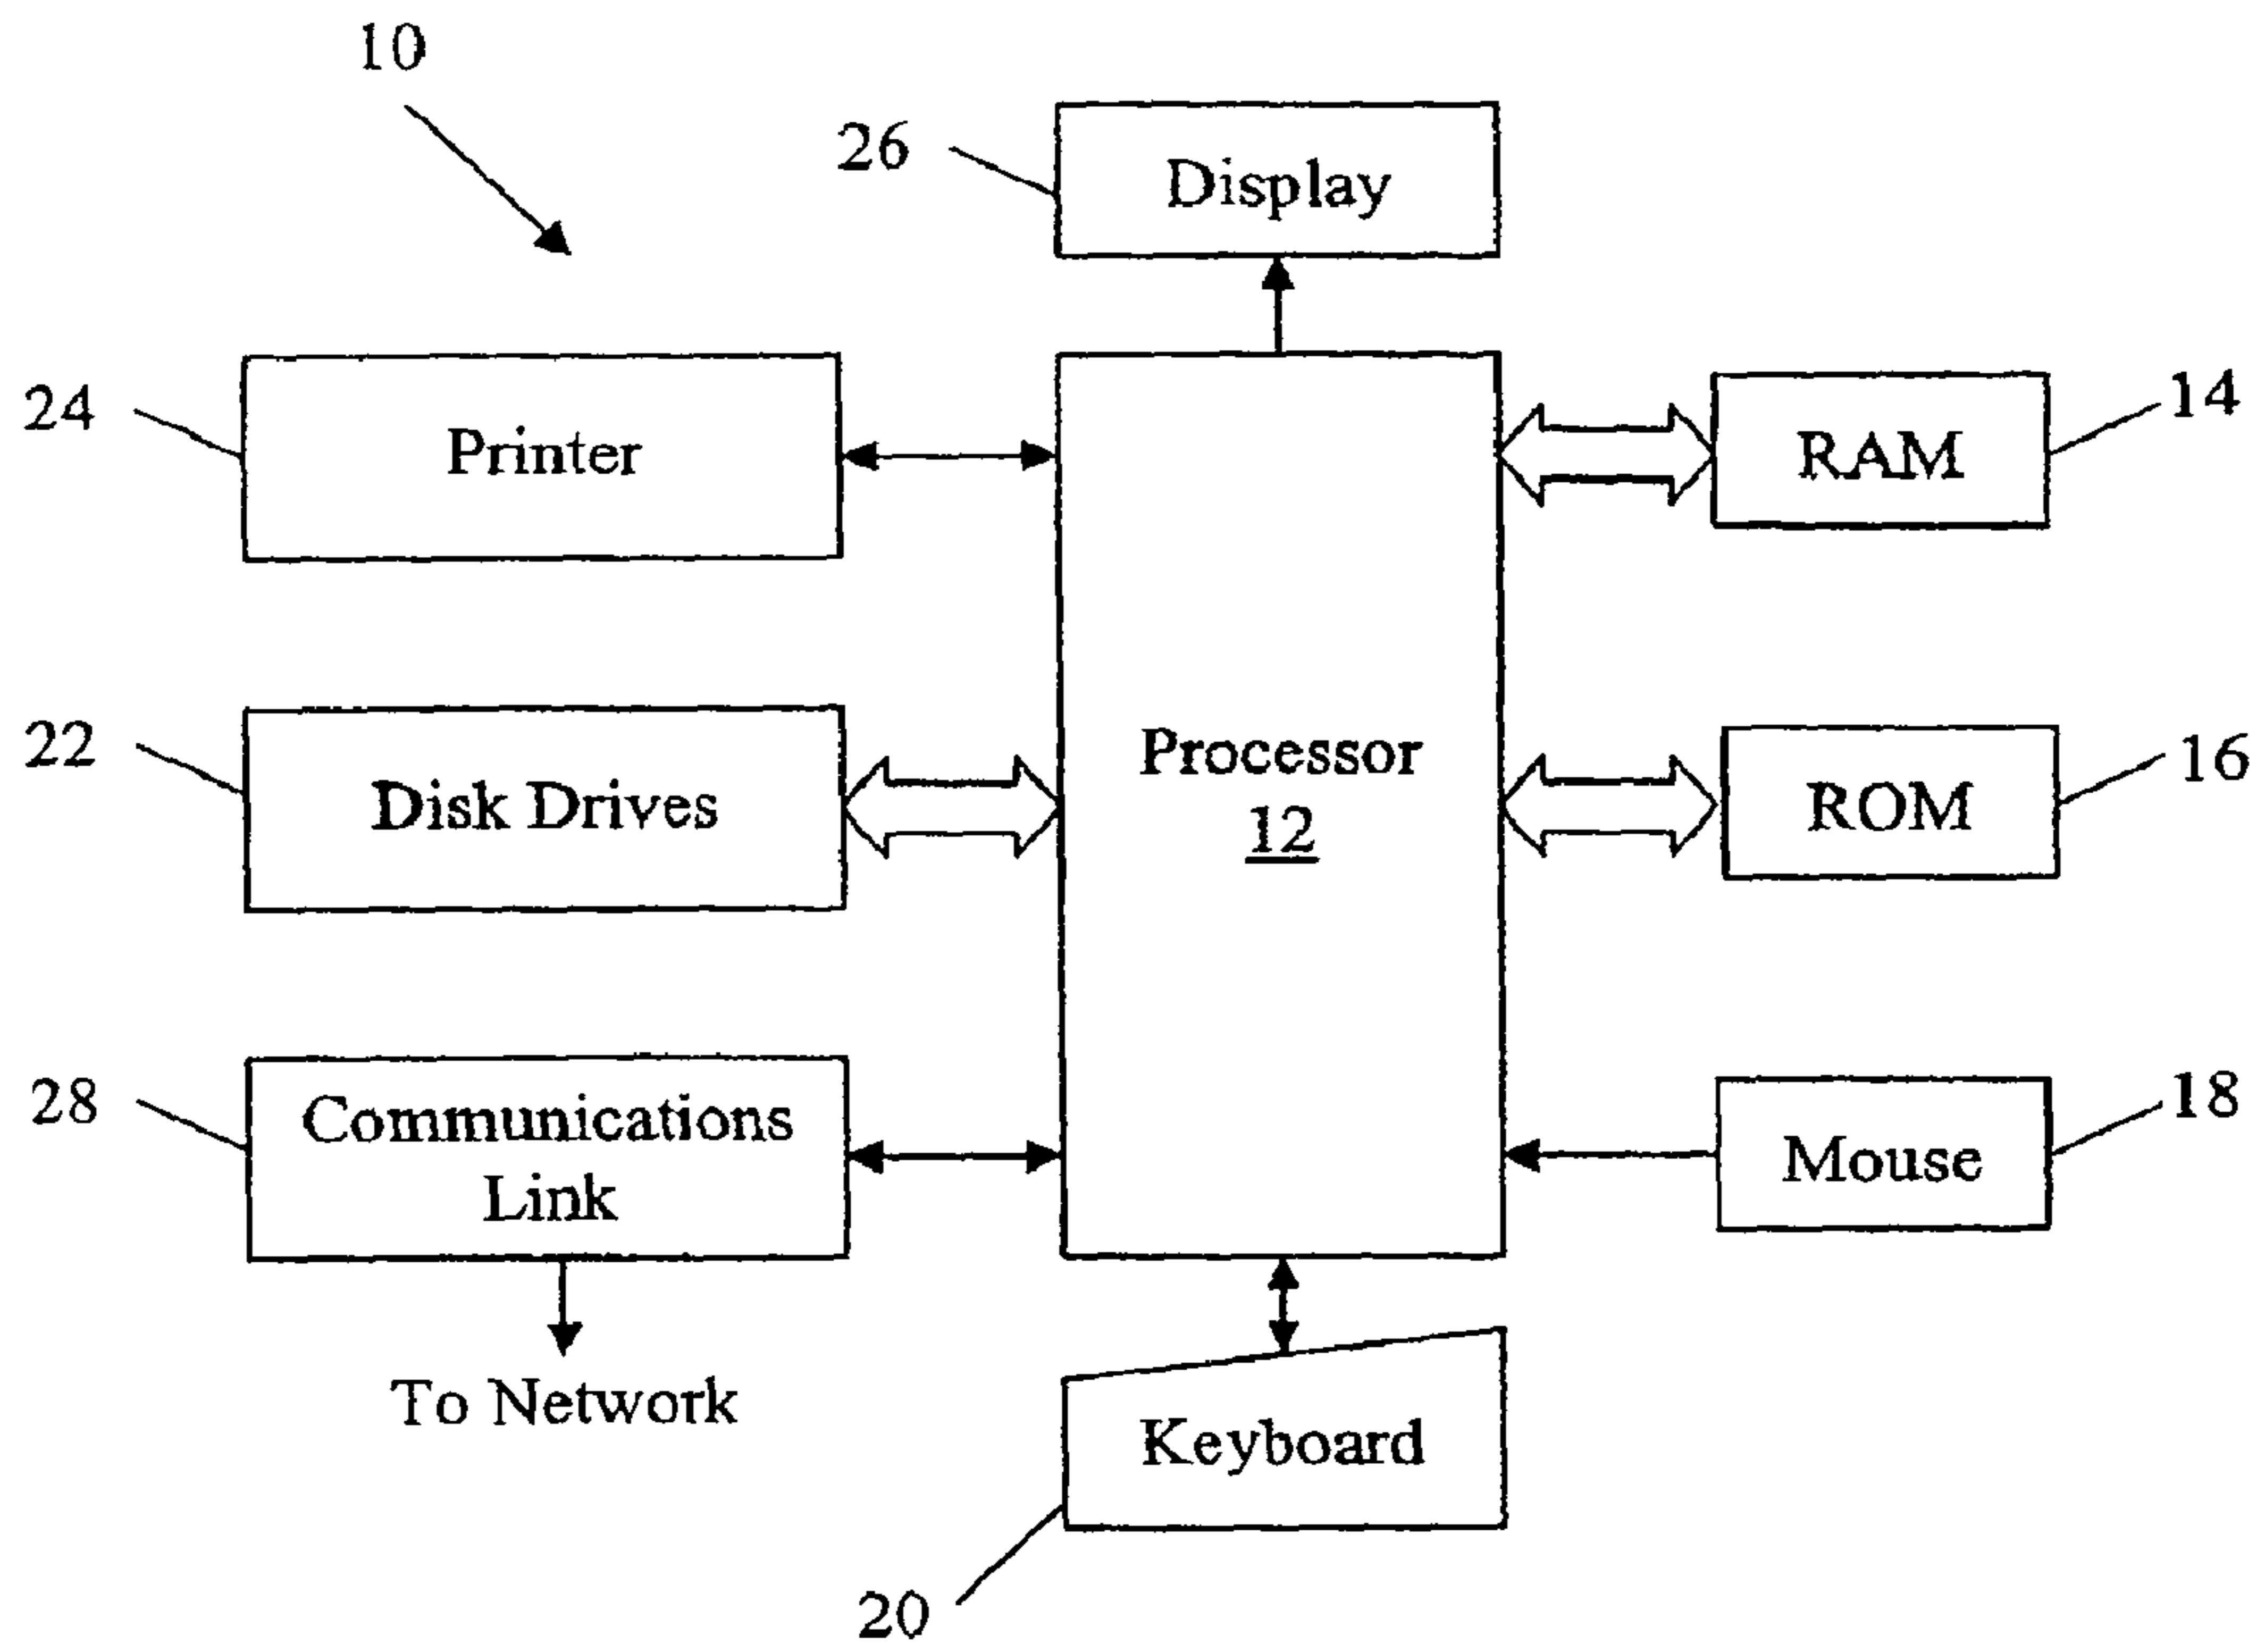 10
26
Display
24
Printer
14
RAM
22
Disk Drives
Processor
12
16
ROM
28
Communications
Link
18
Mouse
To Network
Keyboard
20